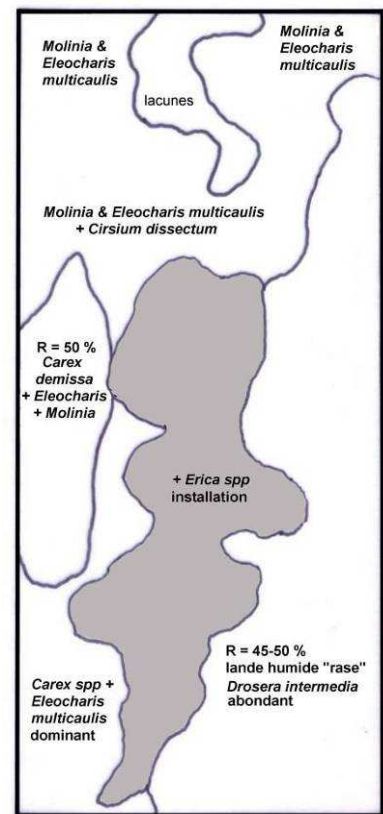 Molinia &
Eleocharis
multicaulis
Molinia &
Eleocharis
multicaulis
lacunes
Molinia & Eleocharis multicaulis
+ Cirsium dissectum
R = 50 %
Carex
demissa
+ Eleocharis
+ Molinia
+ Erica spp
installation
R = 45-50 %
lande humide "rase"
Drosera intermedia
abondant
Carex spp +
Eleocharis
multicaulis
dominant